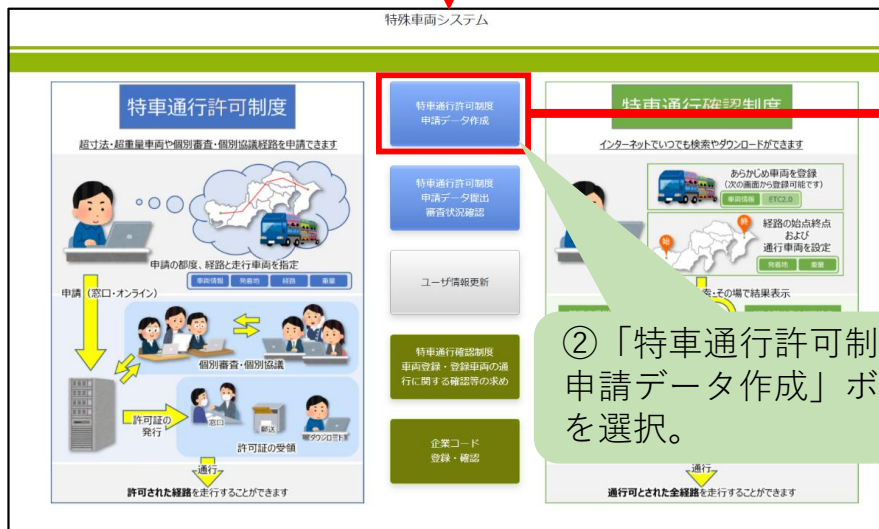 特殊車両システム
特車通行許可制度
超寸法・超重量車両や個別審査・個別協議経路を申請できます
申請の都度、経路と走行車両を指定
車両情報 発着地 経路 重量
申請（窓口・オンライン）
個別審査・個別協議
許可証の
発行
窓口
郵送
ダウンロード
許可証の受領
通行
許可された経路を走行することができます
特車通行許可制度
申請データ作成
特車通行許可制度
申請データ提出
審査状況確認
ユーザ情報更新
特車通行確認制度
車両登録・登録車両の通
行に関する確認等の求め
企業コード
登録・確認
特車通行確認制度
インターネットでいつでも検索やダウンロードができます
あらかじめ車両を登録
（次の画面から登録可能です）
車両情報 ETC2.0
始
終
経路の始点終点
および
通行車両を設定
発着地 重量
索・その場で結果表示
②「特車通行許可制
申請データ作成」ボ
を選択。
通行
通行可とされた全経路を走行することができます